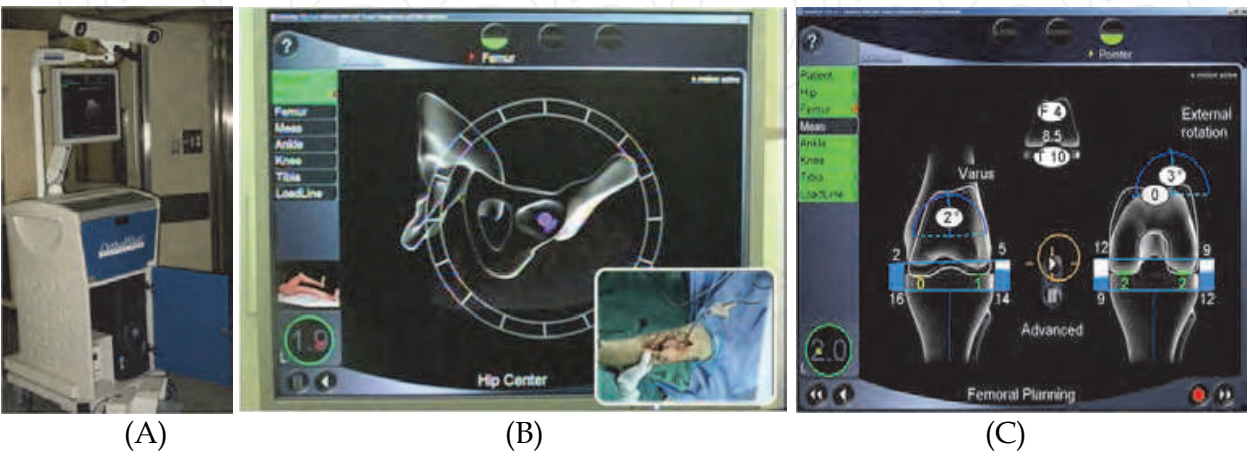 OrthoPilot
?
Femur
Femur
Meas
Ankle
Knee
Tibia
LoadLine
1.9
Hip Center
?
Pointer
Patient
Hip
Femur
Meas
Ankle
Knee
Tibia
LoadLine
2.0
F 4
8.5
T 10
External
rotation
Varus
3°
0
2°
2
5
12
9
0
1
2
2
16
14
9
12
Advanced
Femoral Planning
(A)
(B)
(C)